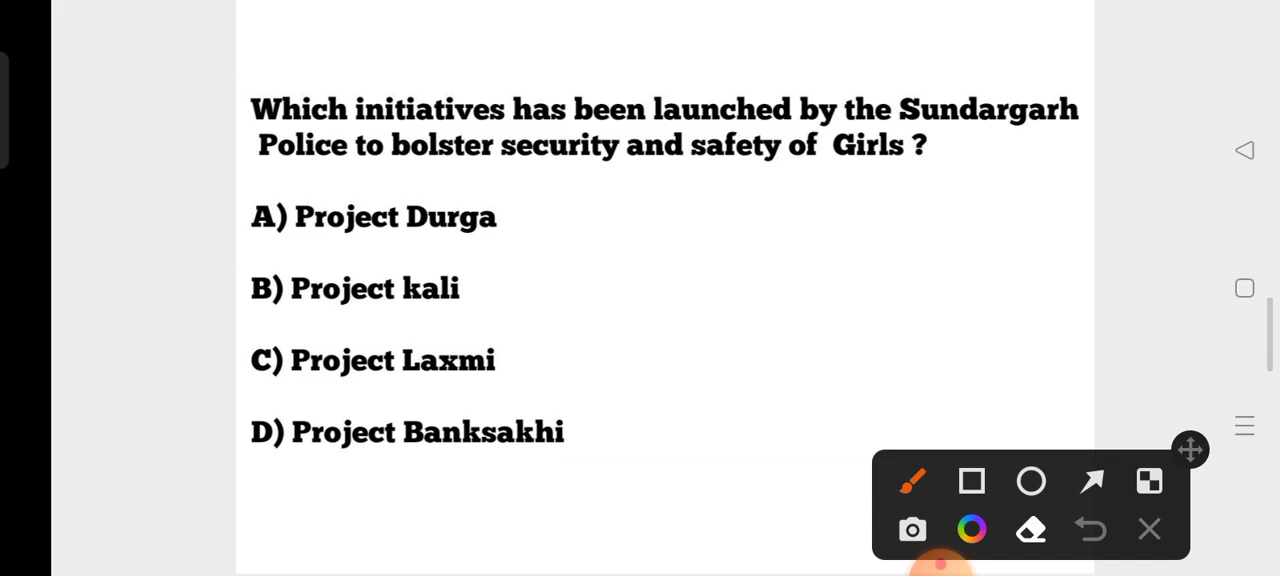 Which initiatives has been launched by the Sundargarh
Police to bolster security and safety of Girls ?
A) Project Durga
B) Project kali
C) Project Laxmi
D) Project Banksakhi